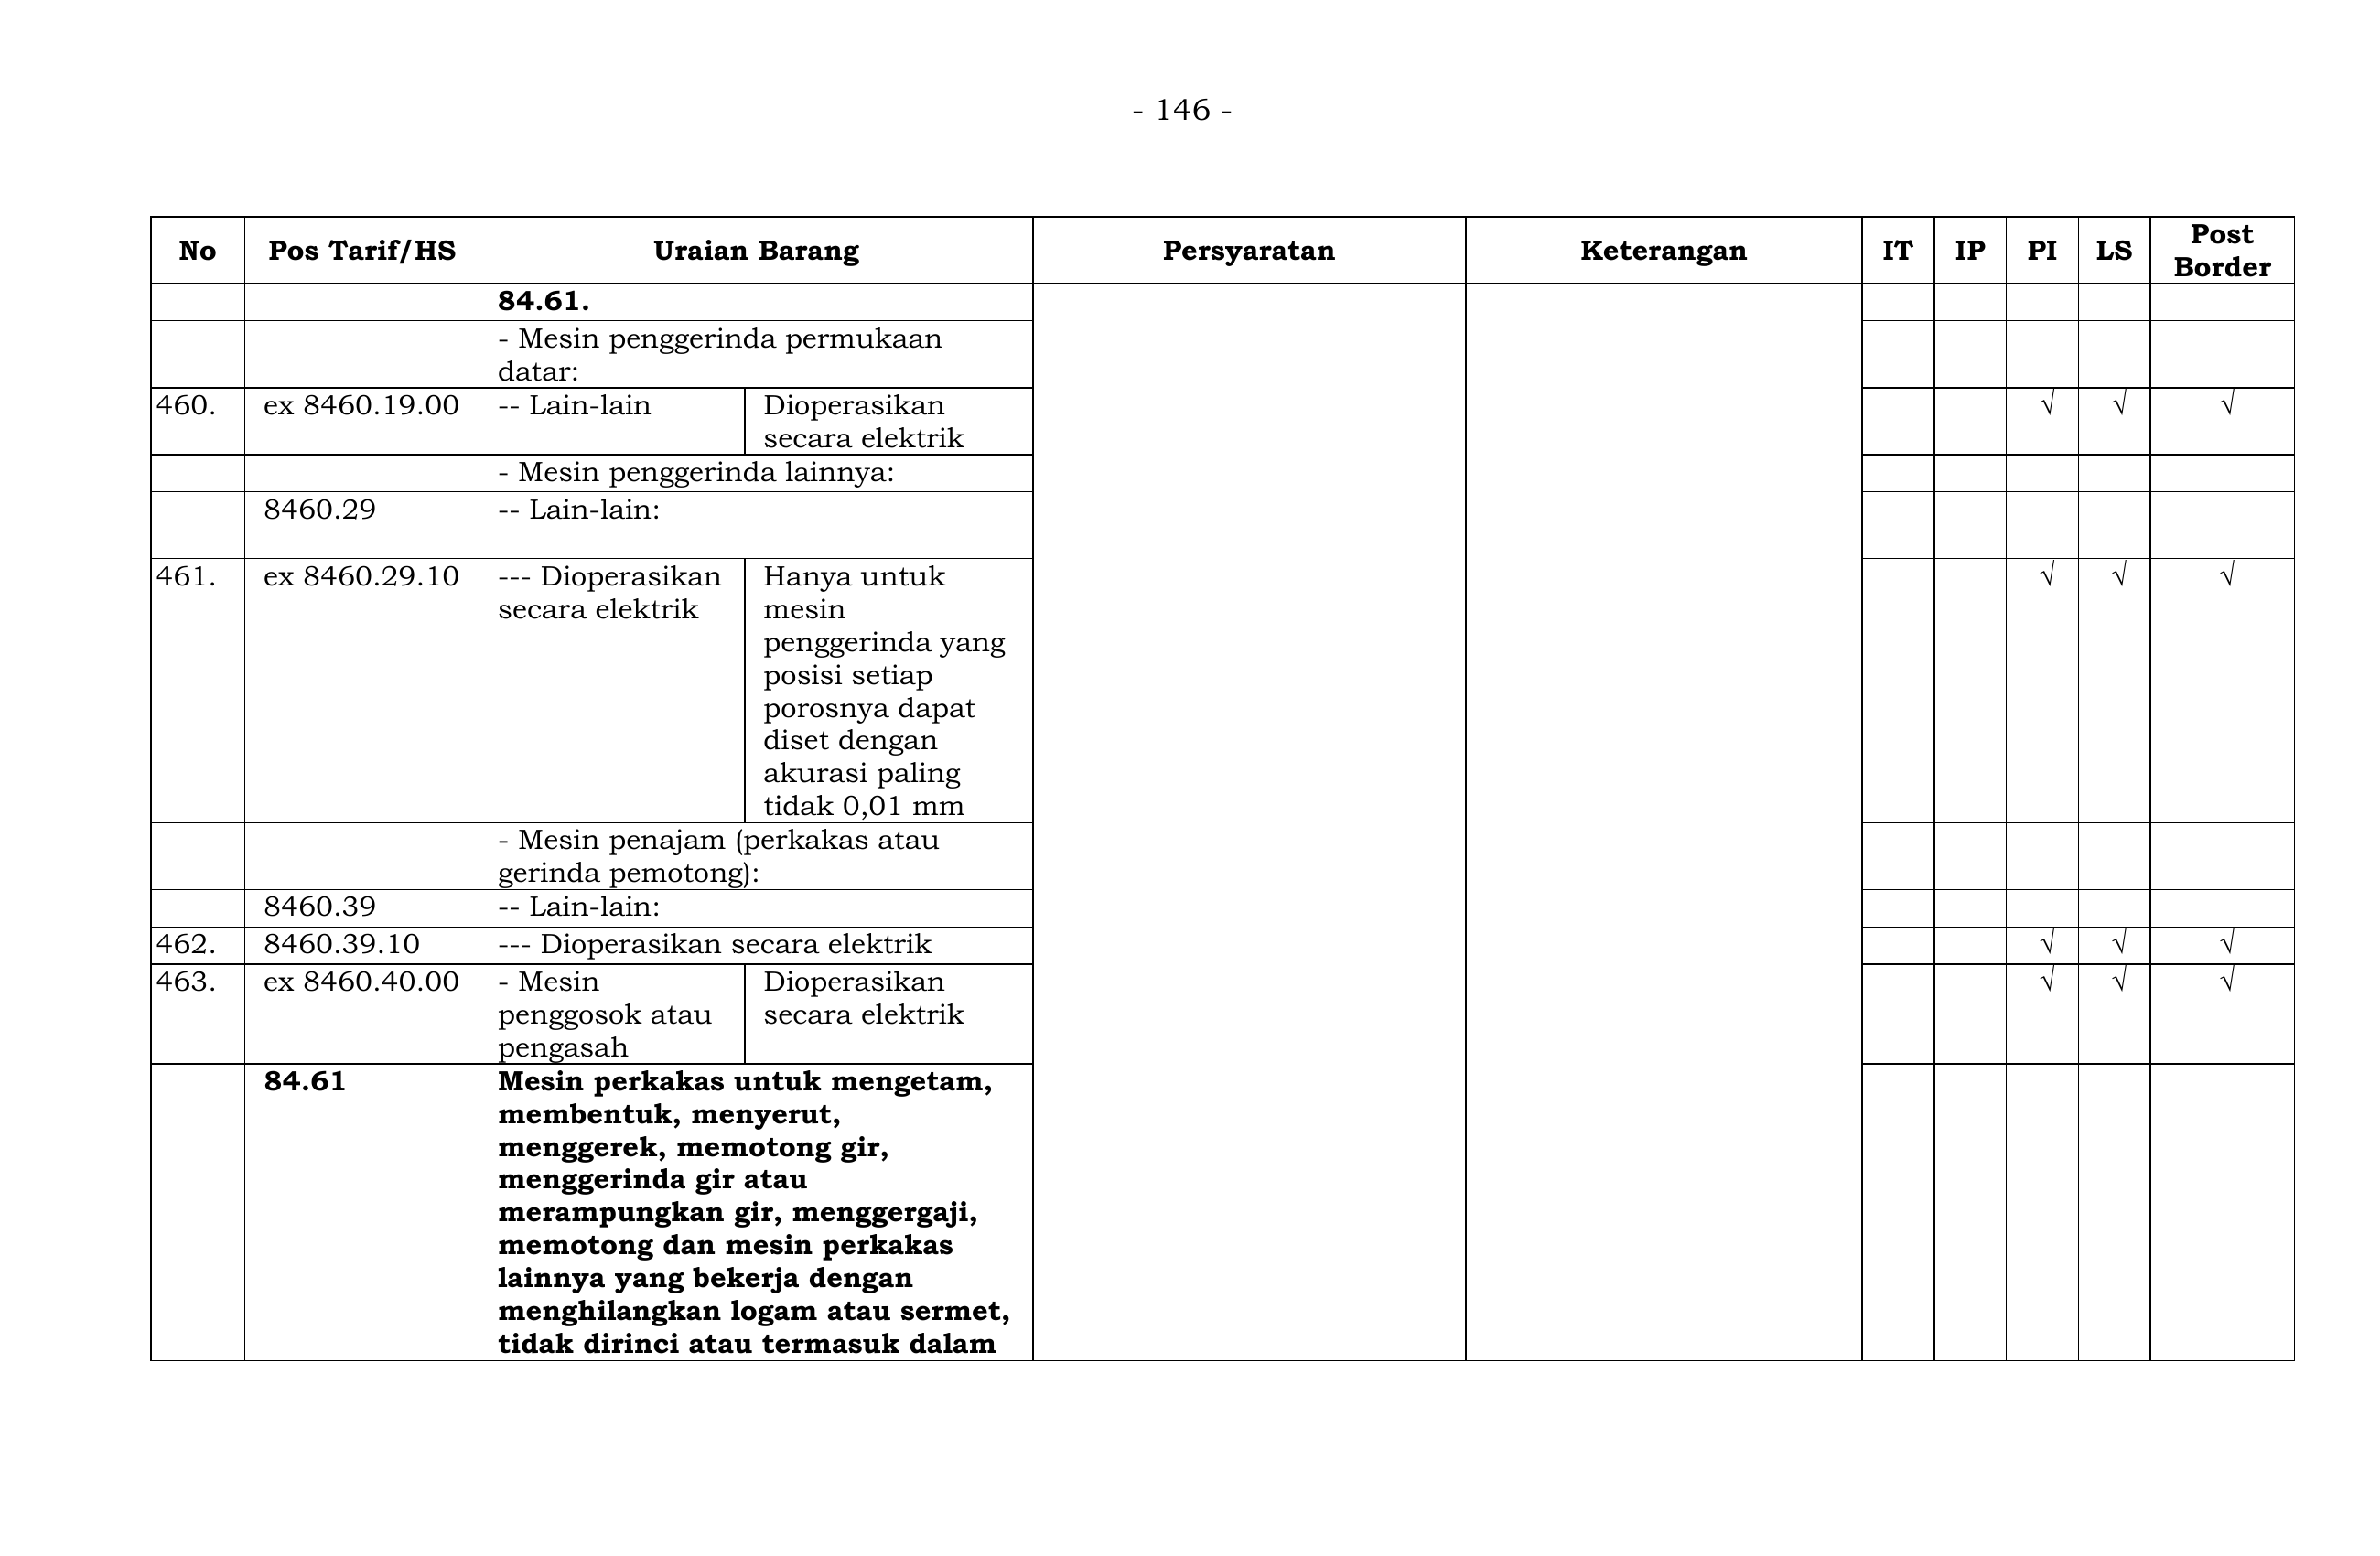 - 146 -
No Pos Tarif/HS Uraian Barang Persyaratan Keterangan IT IP PI LS Post Border
84.61.
- Mesin penggerinda permukaan
datar:
460. ex 8460.19.00 -- Lain-lain Dioperasikan √ √ √
secara elektrik
- Mesin penggerinda lainnya:
8460.29 -- Lain-lain:
461. ex 8460.29.10 --- Dioperasikan Hanya untuk √ √ √
secara elektrik mesin
penggerinda yang
posisi setiap
porosnya dapat
diset dengan
akurasi paling
tidak 0,01 mm
- Mesin penajam (perkakas atau
gerinda pemotong):
8460.39 -- Lain-lain:
462. 8460.39.10 --- Dioperasikan secara elektrik √ √ √
463. ex 8460.40.00 - Mesin Dioperasikan √ √ √
penggosok atau secara elektrik
pengasah
84.61 Mesin perkakas untuk mengetam,
membentuk, menyerut,
menggerek, memotong gir,
menggerinda gir atau
merampungkan gir, menggergaji,
memotong dan mesin perkakas
lainnya yang bekerja dengan
menghilangkan logam atau sermet,
tidak dirinci atau termasuk dalam